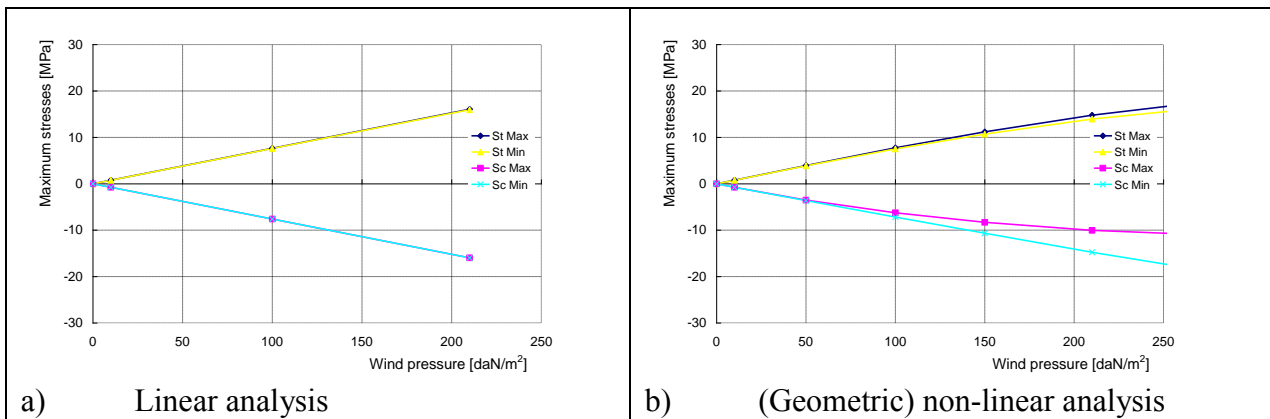 Maximum stresses [MPa]
30
20
10
0
-10
-20
-30
0 50 100 150 200 250
Wind pressure [daN/m²]
St Max
St Min
Sc Max
Sc Min
a) Linear analysis
Maximum stresses [MPa]
30
20
10
0
-10
-20
-30
0 50 100 150 200 250
Wind pressure [daN/m²]
St Max
St Min
Sc Max
Sc Min
b) (Geometric) non-linear analysis